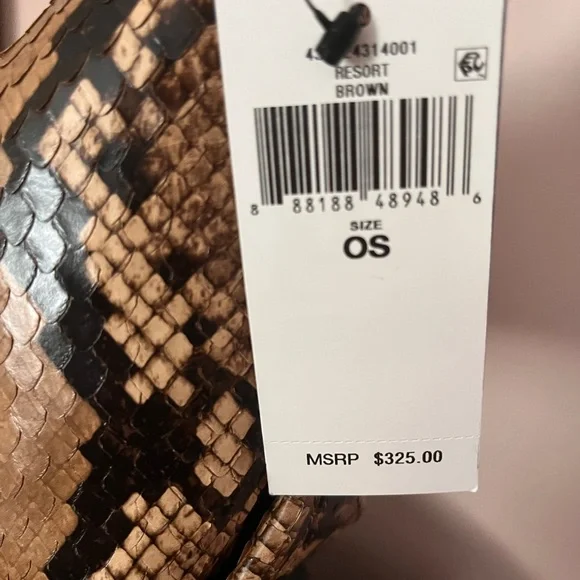 RESORT
BROWN
8 88188 48948 6
SIZE
OS
MSRP $325.00